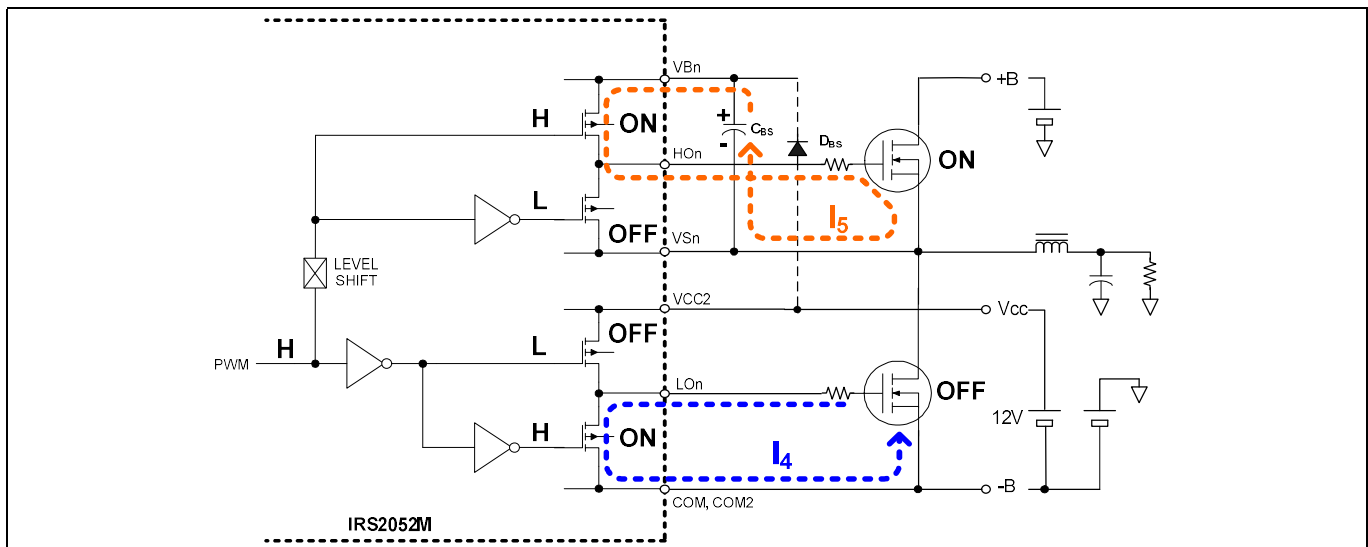 VBn
+B
H
ON
+
CBS
-
DBS
HOn
ON
L
OFF
I5
VSn
LEVEL
SHIFT
VCC2
Vcc
OFF
PWM
H
L
LOn
OFF
12V
H
ON
I4
-B
COM, COM2
IRS2052M